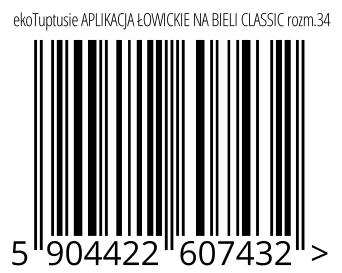 ekoTuptusie APLIKACJA ŁOWICKIE NA BIELI CLASSIC rozm.34
5 904422 607432 >